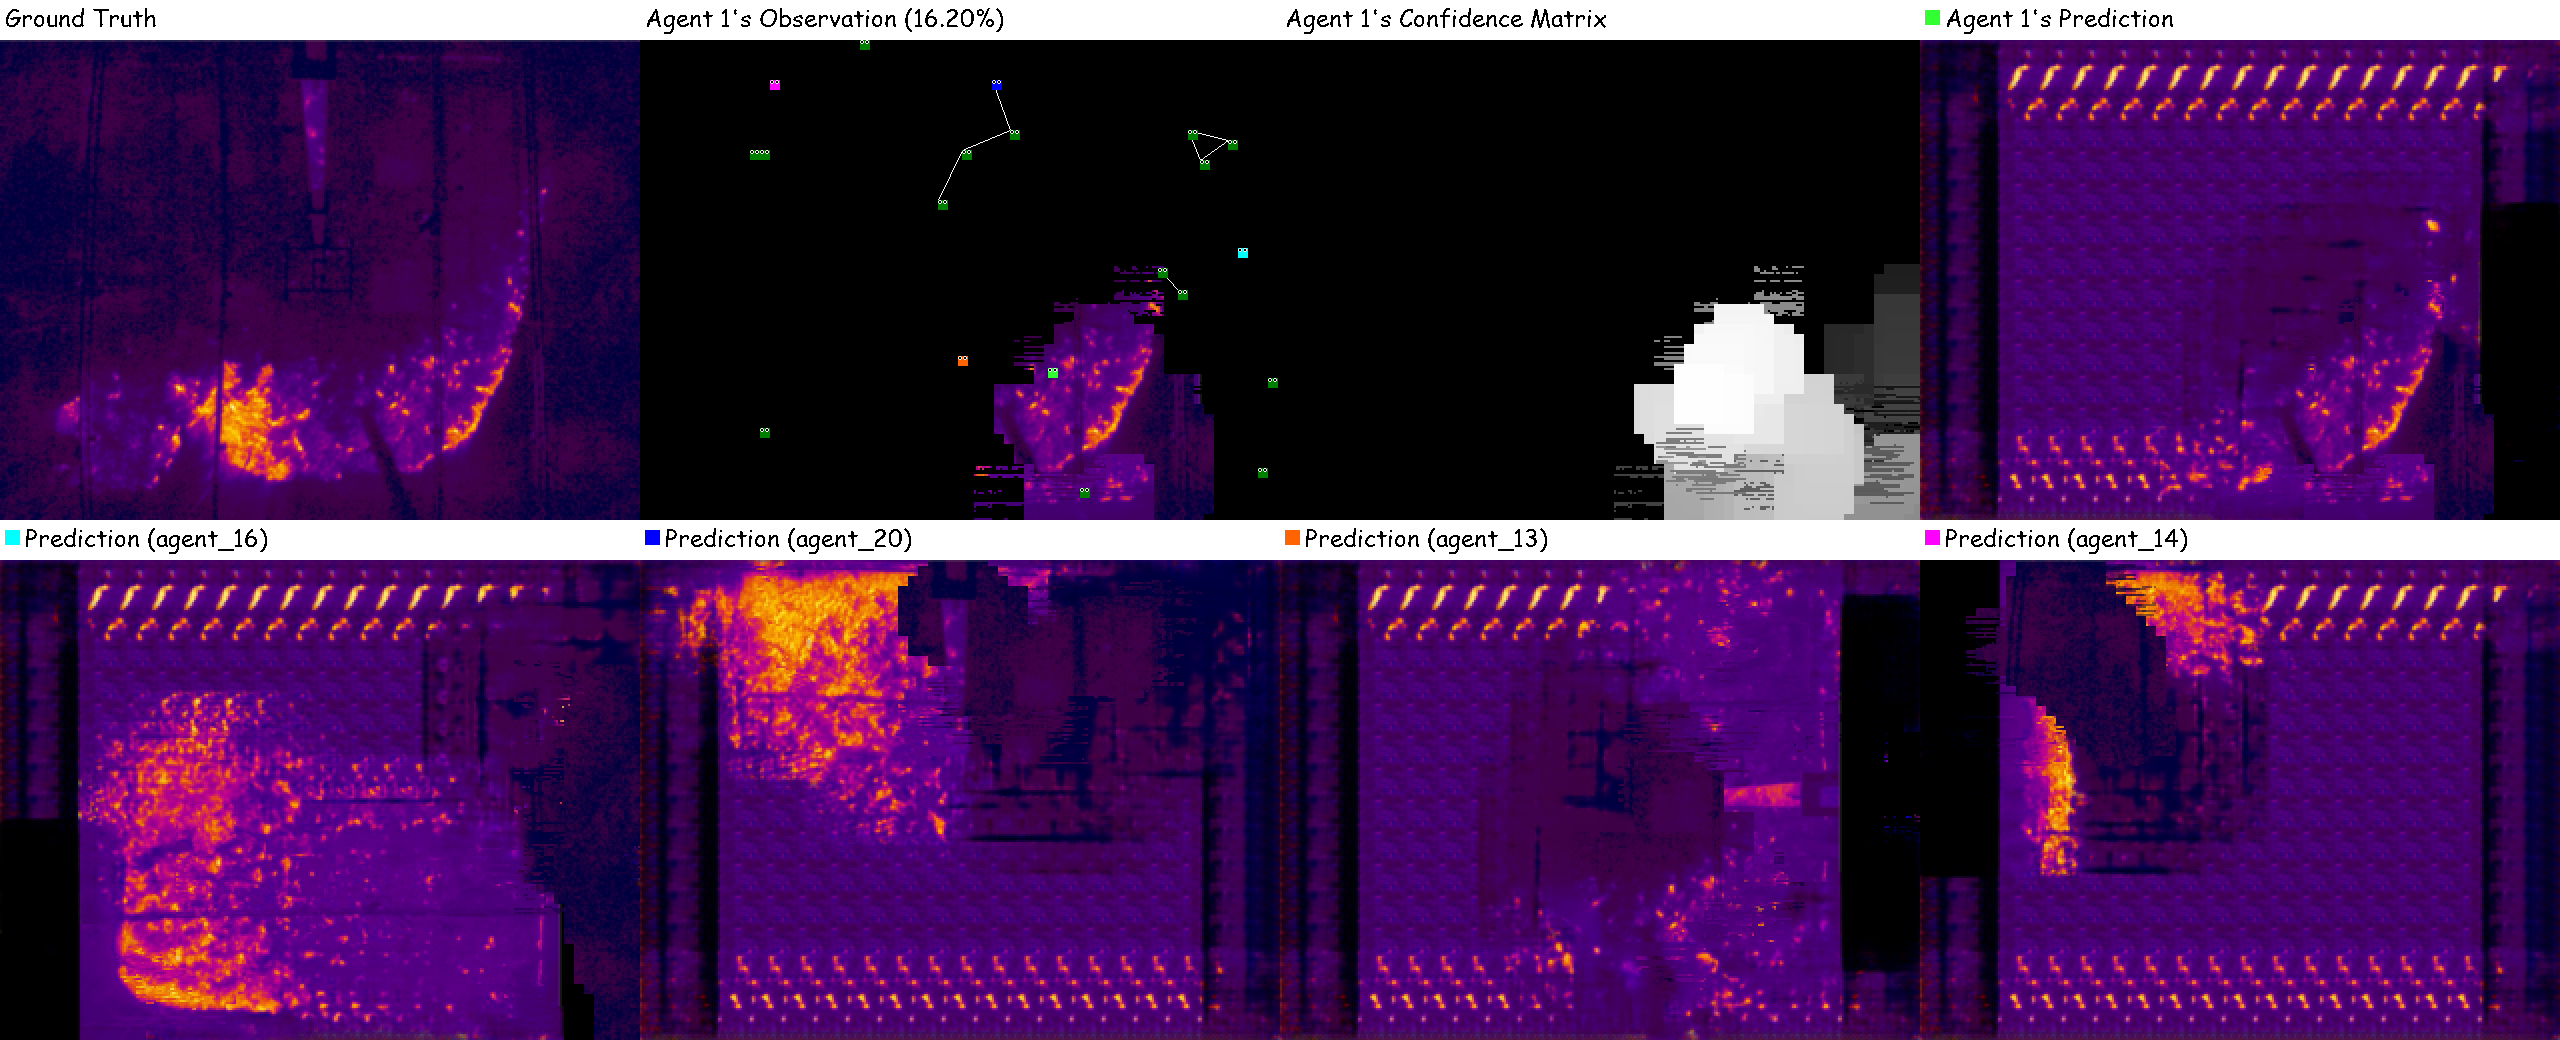 Ground Truth
Agent 1's Observation (16.20%)
Agent 1's Confidence Matrix
Agent 1's Prediction
Prediction (agent_16)
Prediction (agent_20)
Prediction (agent_13)
Prediction (agent_14)